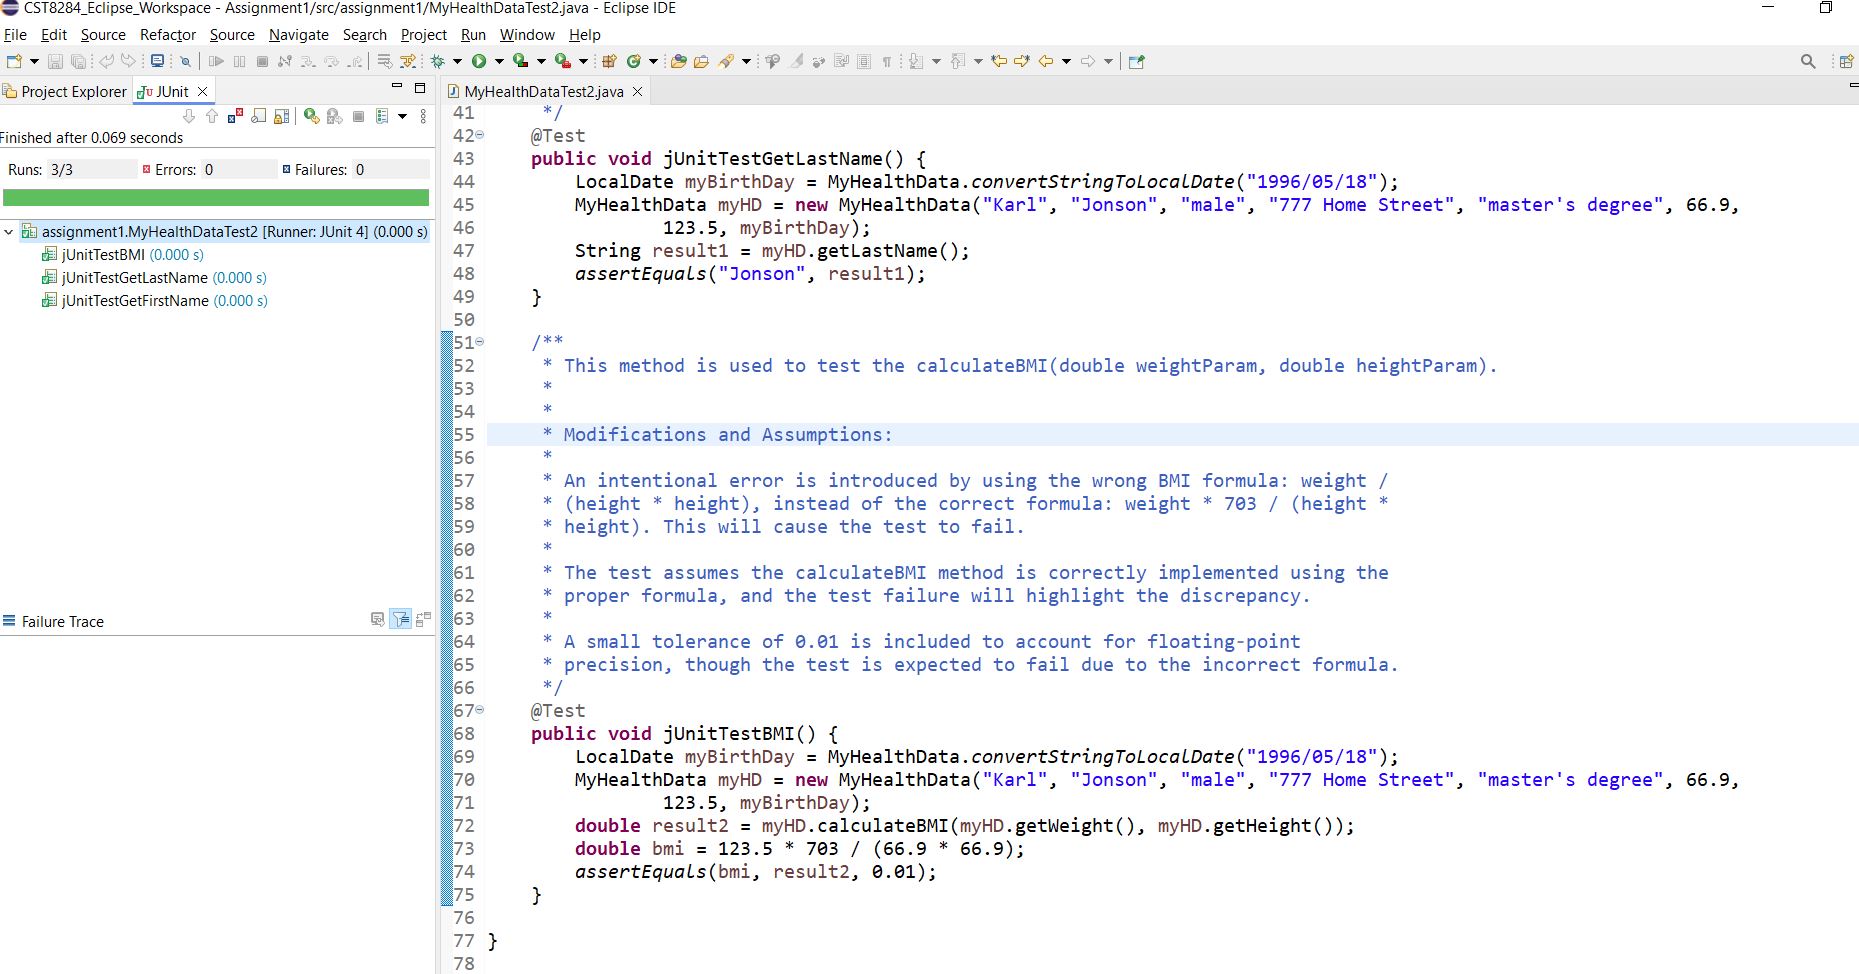 CST8284_Eclipse_Workspace - Assignment1/src/assignment1/MyHealthDataTest2.java - Eclipse IDE
File Edit Source Refactor Source Navigate Search Project Run Window Help
Project Explorer JUnit
Finished after 0.069 seconds
Runs: 3/3 Errors: 0 Failures: 0
assignment1.MyHealthDataTest2 [Runner: JUnit 4] (0.000 s)
jUnitTestBMI (0.000 s)
jUnitTestGetLastName (0.000 s)
jUnitTestGetFirstName (0.000 s)
Failure Trace
MyHealthDataTest2.java
41 */
42 @Test
43 public void jUnitTestGetLastName() {
44 LocalDate myBirthDay = MyHealthData.convertStringToLocalDate("1996/05/18");
45 MyHealthData myHD = new MyHealthData("Karl", "Jonson", "male", "777 Home Street", "master's degree", 66.9,
46 123.5, myBirthDay);
47 String result1 = myHD.getLastName();
48 assertEquals("Jonson", result1);
49 }
50
51 /**
52 * This method is used to test the calculateBMI(double weightParam, double heightParam).
53 *
54 *
55 * Modifications and Assumptions:
56 *
57 * An intentional error is introduced by using the wrong BMI formula: weight /
58 * (height * height), instead of the correct formula: weight * 703 / (height *
59 * height). This will cause the test to fail.
60 *
61 * The test assumes the calculateBMI method is correctly implemented using the
62 * proper formula, and the test failure will highlight the discrepancy.
63 *
64 * A small tolerance of 0.01 is included to account for floating-point
65 * precision, though the test is expected to fail due to the incorrect formula.
66 */
67 @Test
68 public void jUnitTestBMI() {
69 LocalDate myBirthDay = MyHealthData.convertStringToLocalDate("1996/05/18");
70 MyHealthData myHD = new MyHealthData("Karl", "Jonson", "male", "777 Home Street", "master's degree", 66.9,
71 123.5, myBirthDay);
72 double result2 = myHD.calculateBMI(myHD.getWeight(), myHD.getHeight());
73 double bmi = 123.5 * 703 / (66.9 * 66.9);
74 assertEquals(bmi, result2, 0.01);
75 }
76
77 }
78